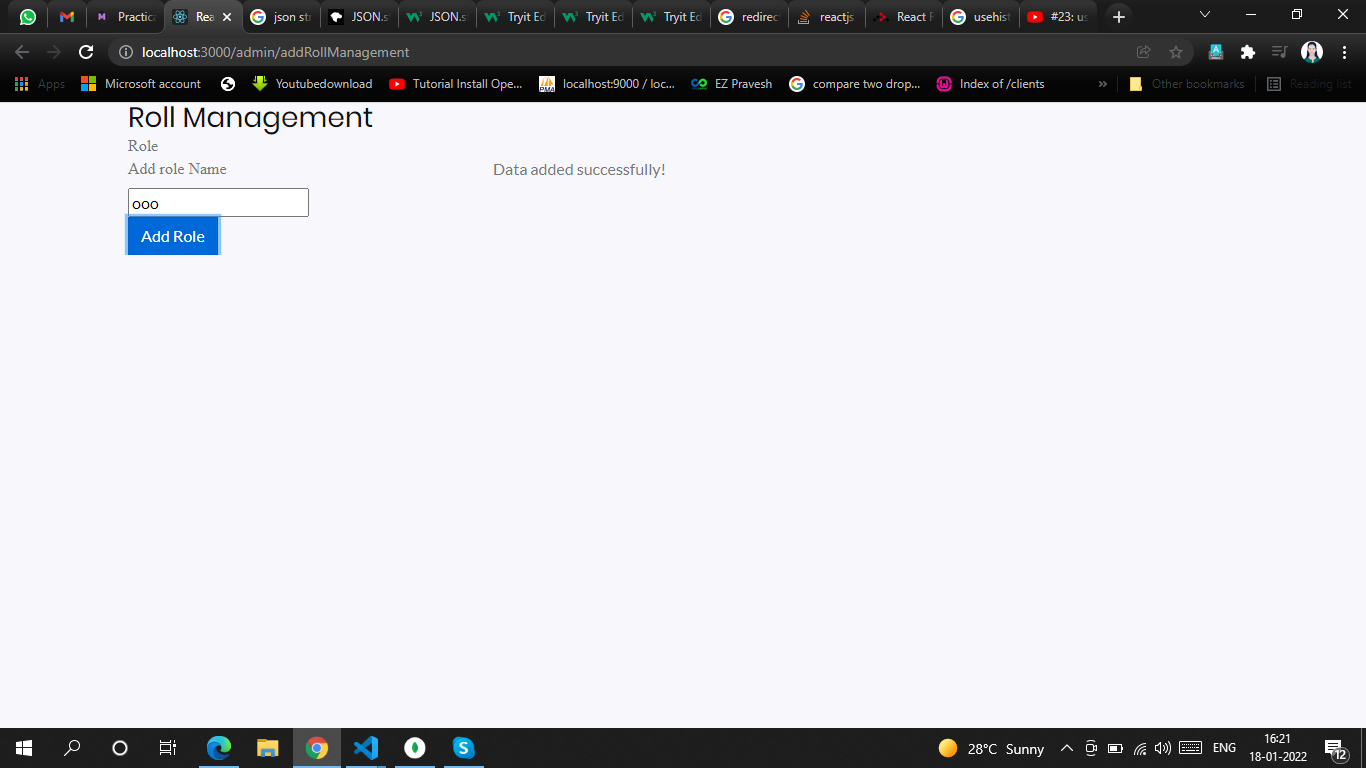 Practica
Rea
json str
JSON.s
JSON.s
Tryit Ed
Tryit Ed
Tryit Ed
redirec
reactjs
React R
usehist
#23: us
localhost:3000/admin/addRollManagement
Apps
Microsoft account
Youtubedownload
Tutorial Install Ope...
localhost:9000 / loc...
EZ Pravesh
compare two drop...
Index of /clients
»
Other bookmarks
Reading list
Roll Management
Role
Add role Name
Data added successfully!
ooo
Add Role
28°C Sunny
ENG
16:21
18-01-2022
12